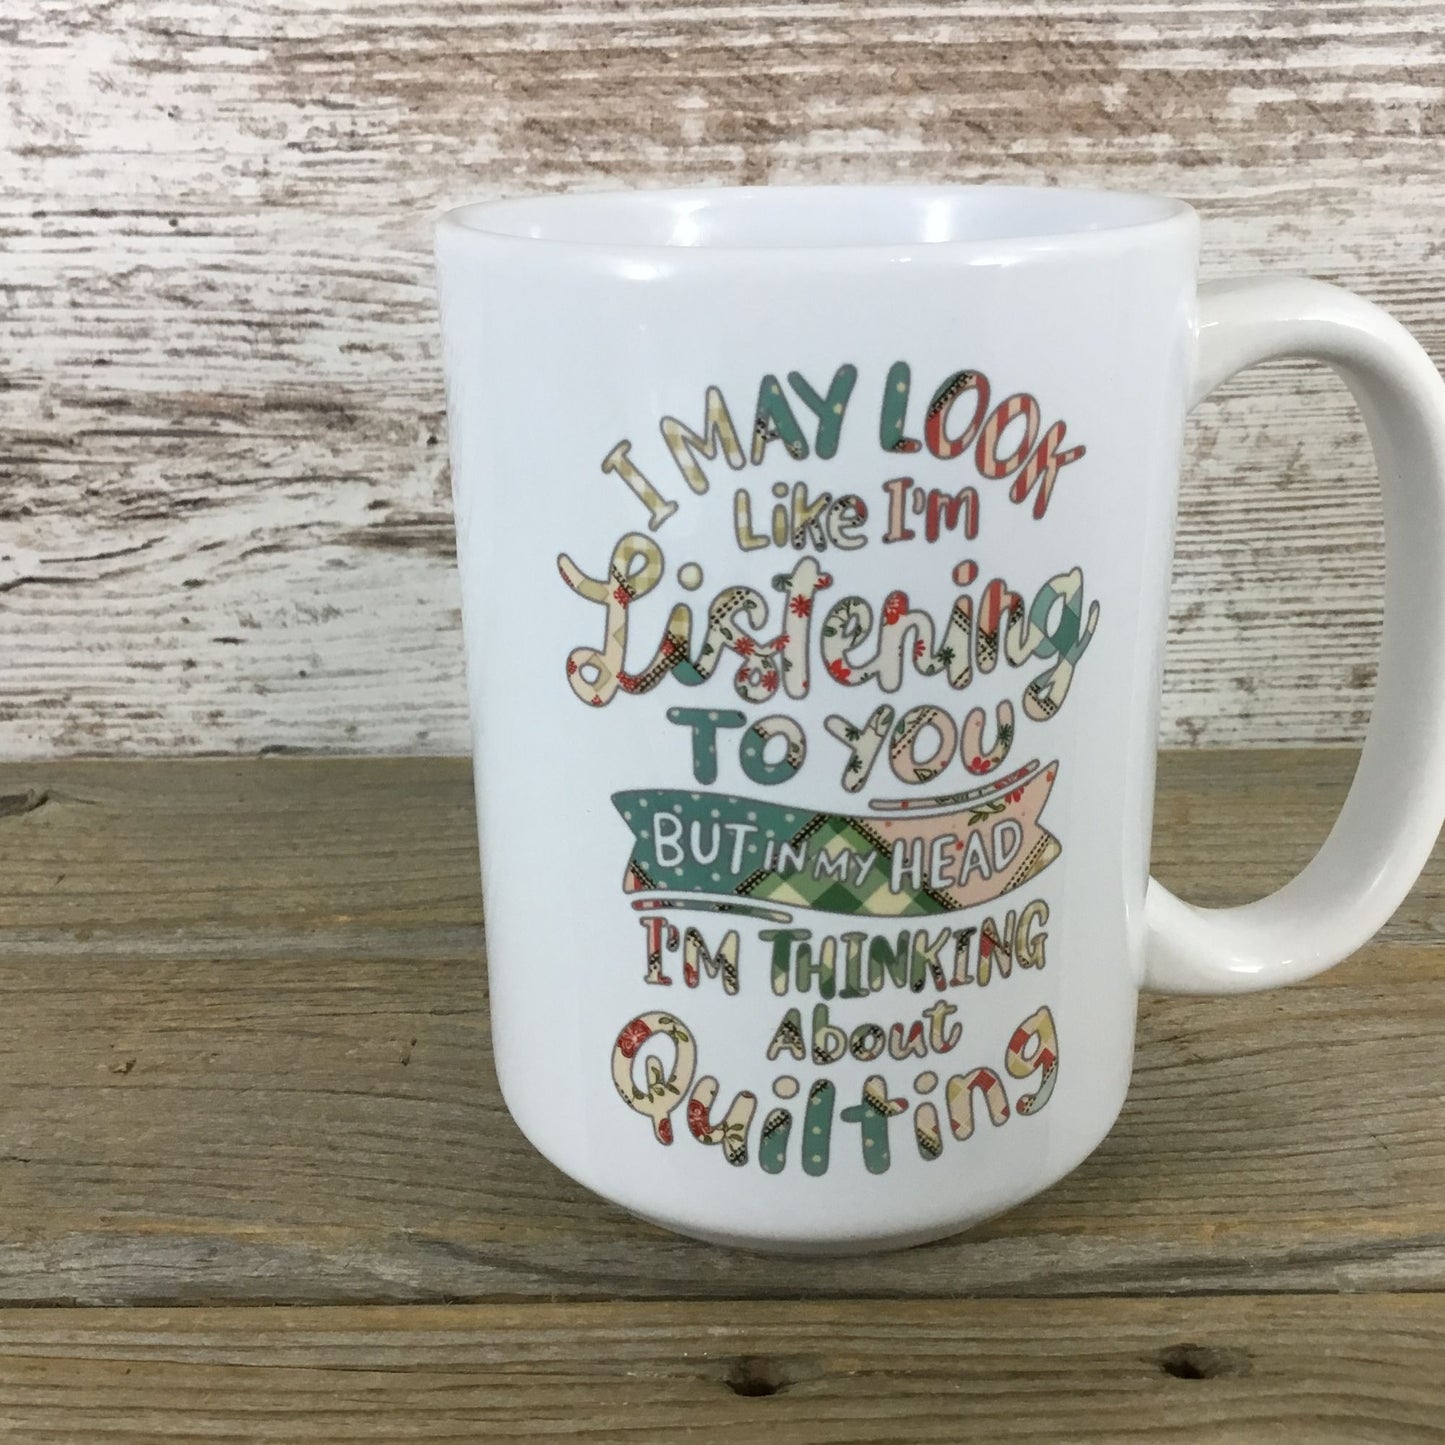 I MAY LOOK
Like I'm
Listening
TO YOU
BUT IN MY HEAD
I'M THINKING
About
Quilting